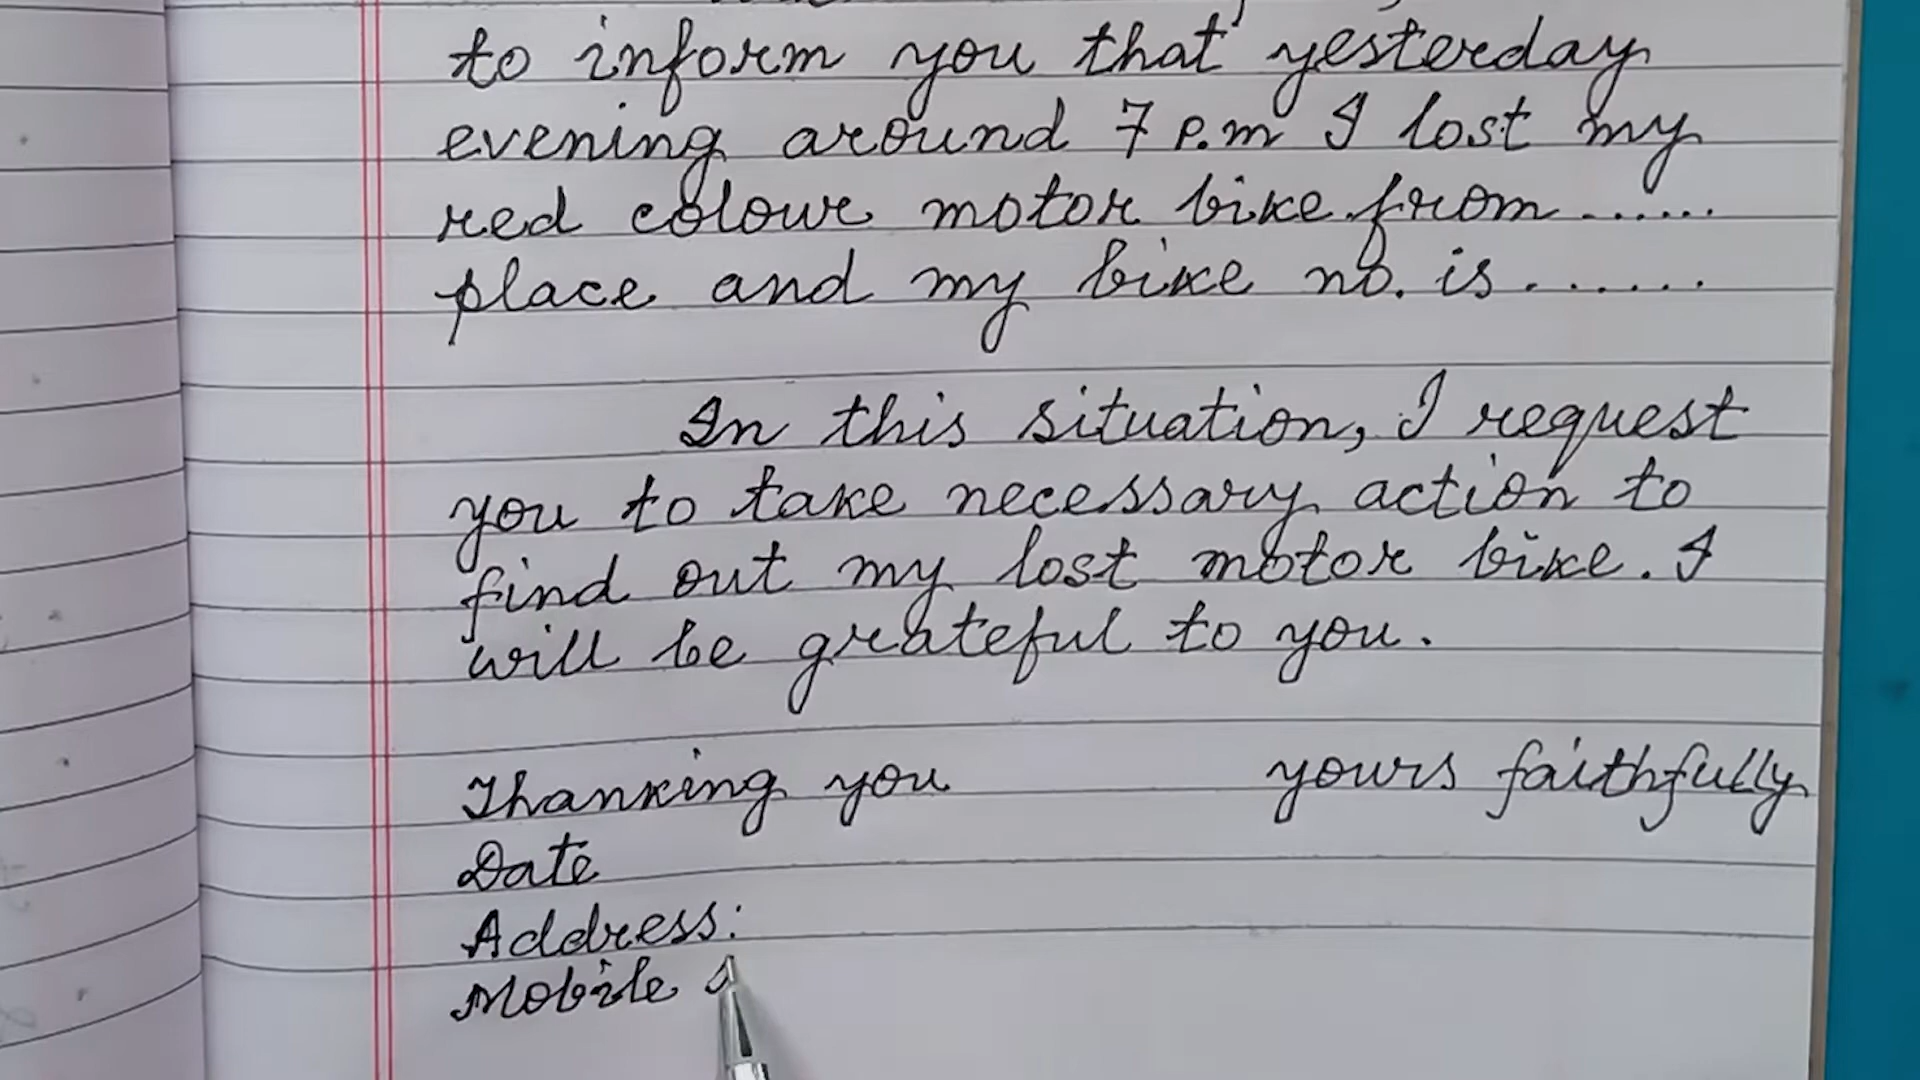 to inform you that yesterday
evening around 7 P.m I lost my
red colour motor bike from ......
place and my bike no. is .......
In this situation, I request
you to take necessary action to
find out my lost motor bike. I
will be grateful to you.
Thanking you yours faithfully
Date
Address:
Mobile